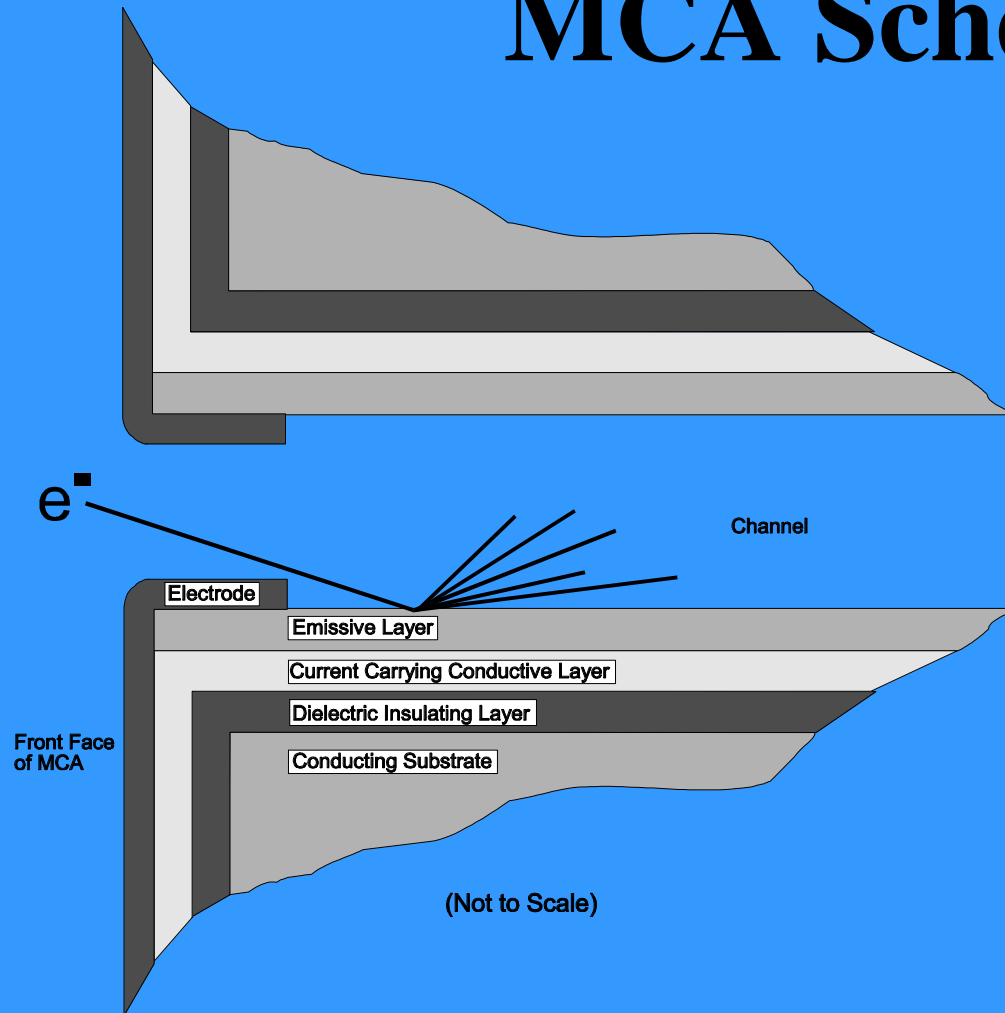 MCA Sch
e-
Channel
Electrode
Emissive Layer
Current Carrying Conductive Layer
Dielectric Insulating Layer
Front Face
of MCA
Conducting Substrate
(Not to Scale)